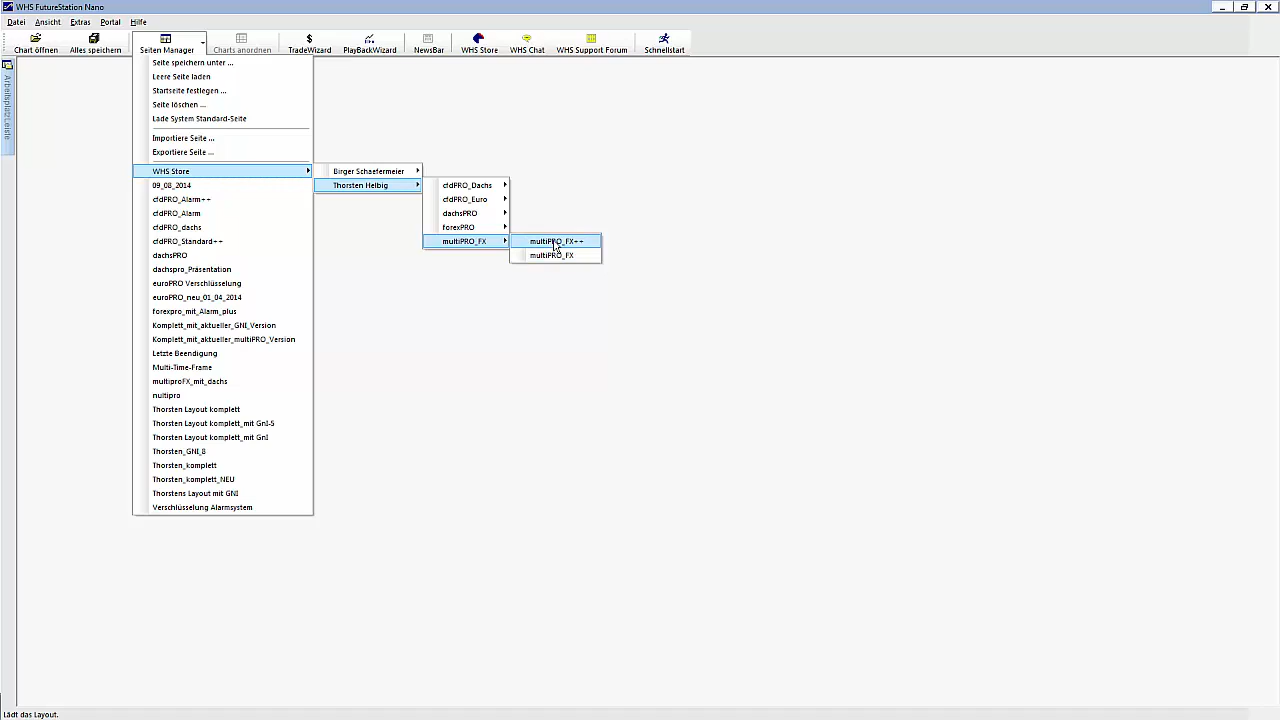 WHS FutureStation Nano
Datei Ansicht Extras Portal Hilfe
Chart öffnen Alles speichern Seiten Manager Charts anordnen TradeWizard PlayBackWizard NewsBar WHS Store WHS Chat WHS Support Forum Schnellstart
Arbeitsplatz Leiste
Seite speichern unter ...
Leere Seite laden
Startseite festlegen ...
Seite löschen ...
Lade System Standard-Seite
Importiere Seite ...
Exportiere Seite ...
WHS Store
09_08_2014
cfdPRO_Alarm++
cfdPRO_Alarm
cfdPRO_dachs
cfdPRO_Standard++
dachsPRO
dachspro_Präsentation
euroPRO Verschlüsselung
euroPRO_neu_01_04_2014
forexpro_mit_Alarm_plus
Komplett_mit_aktueller_GNI_Version
Komplett_mit_aktueller_multiPRO_Version
Letzte Beendigung
Multi-Time-Frame
multiproFX_mit_dachs
nultipro
Thorsten Layout komplett
Thorsten Layout komplett_mit GnI-5
Thorsten Layout komplett_mit GnI
Thorsten_GNI_8
Thorsten_komplett
Thorsten_komplett_NEU
Thorstens Layout mit GNI
Verschlüsselung Alarmsystem
Birger Schaefermeier
Thorsten Helbig
cfdPRO_Dachs
cfdPRO_Euro
dachsPRO
forexPRO
multiPRO_FX
multiPRO_FX++
multiPRO_FX
Lädt das Layout.